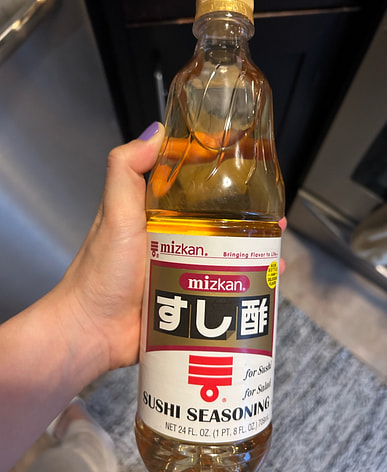 mizkan. Bringing Flavor to Life
mizkan.
すし酢
for Sushi
for Salad
SUSHI SEASONING
NET 24 FL. OZ. (1 PT. 8 FL. OZ.)